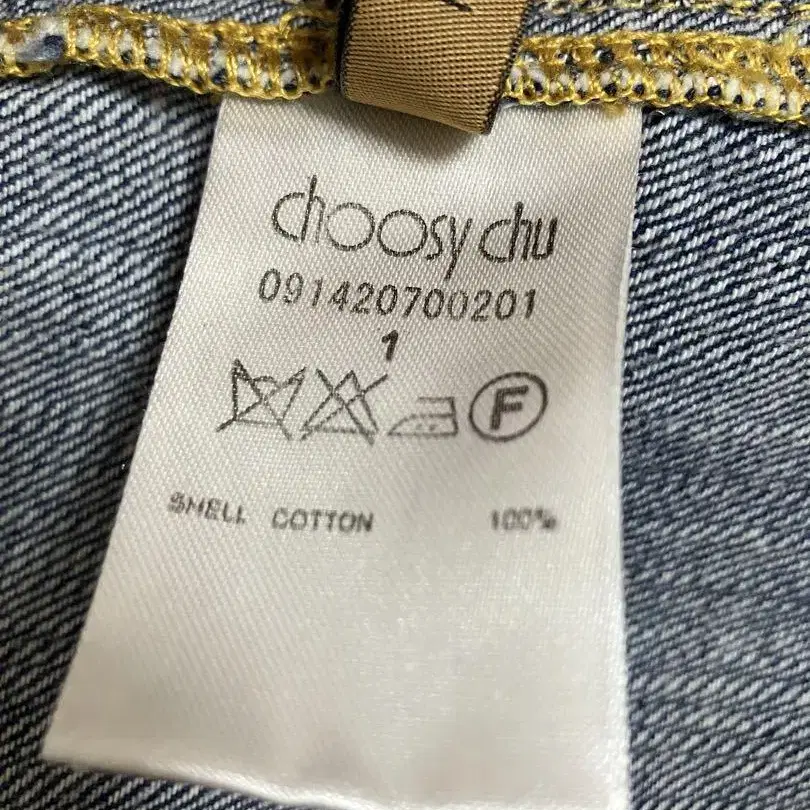 choosy chu
091420700201
1
F
SHELL COTTON 100%